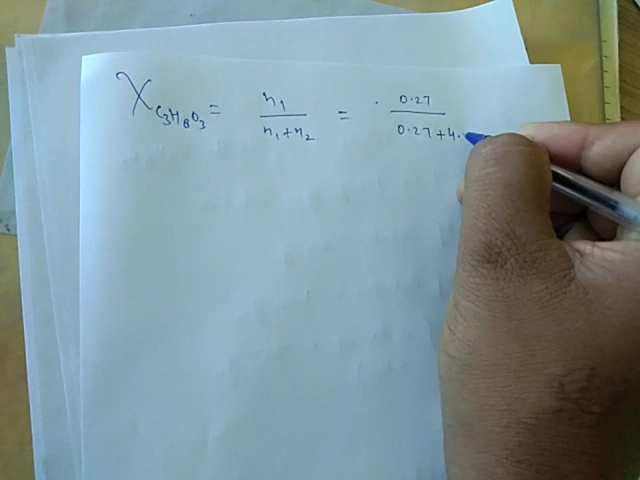 X C₃H₈O₃ = n₁ / n₁+n₂ = 0.27 / 0.27+4.